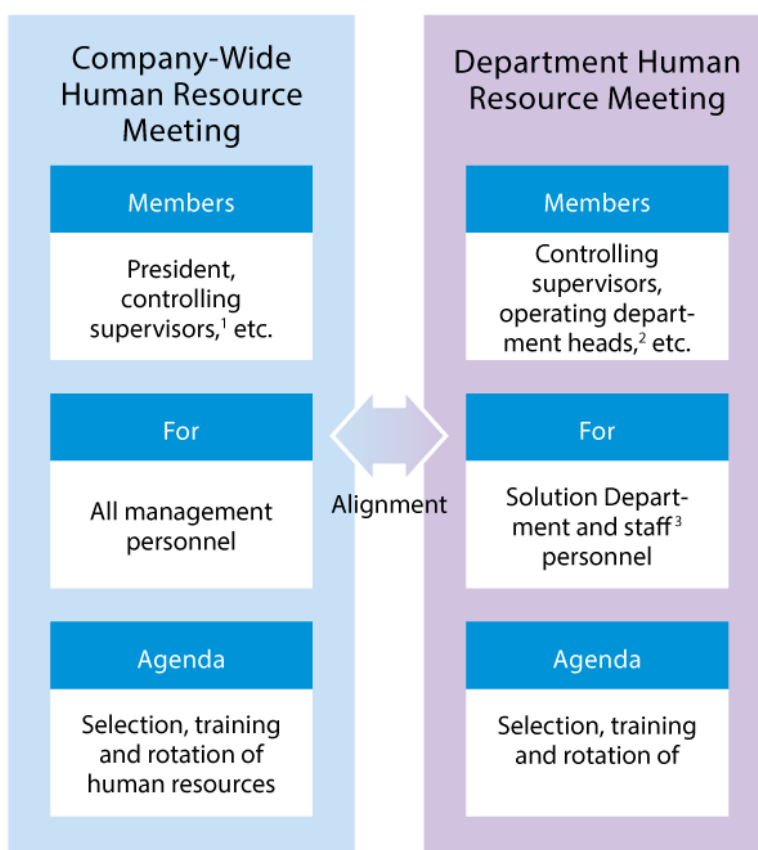 Company-Wide
Human Resource
Meeting
Members
President,
controlling
supervisors,¹ etc.
For
All management
personnel
Agenda
Selection, training
and rotation of
human resources
Alignment
Department Human
Resource Meeting
Members
Controlling
supervisors,
operating depart-
ment heads,² etc.
For
Solution Depart-
ment and staff³
personnel
Agenda
Selection, training
and rotation of